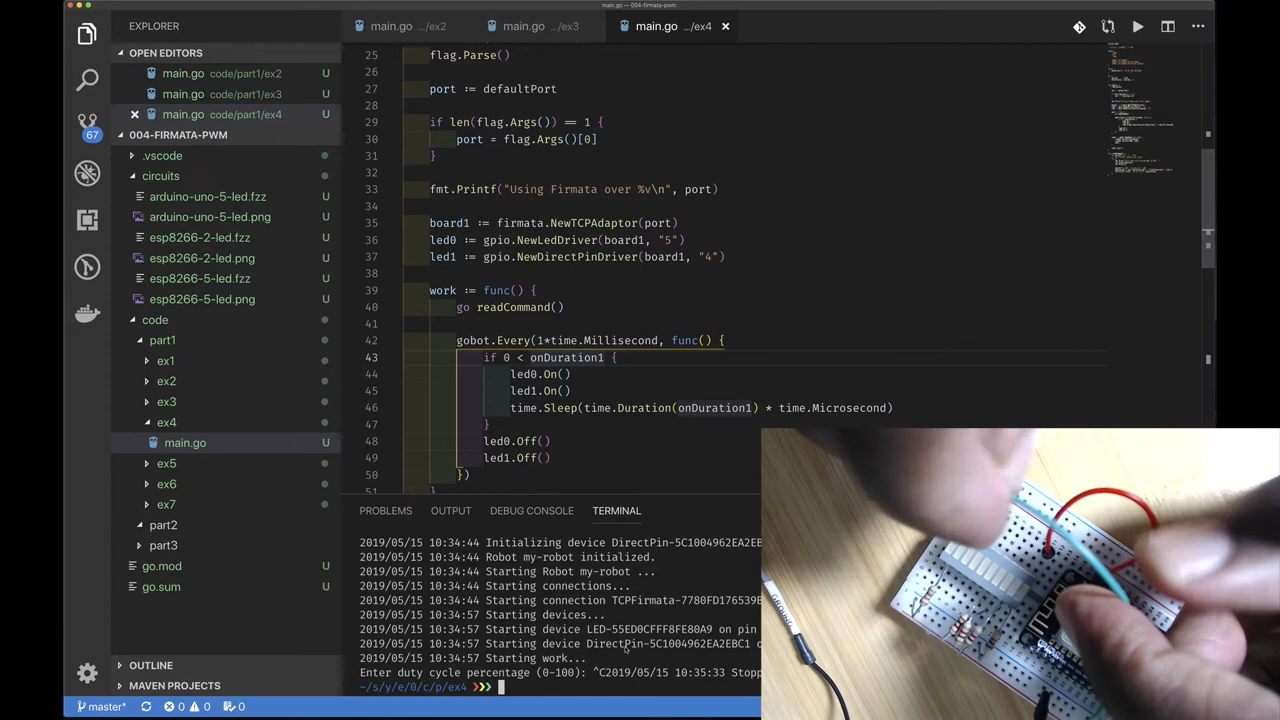 main.go — 004-firmata-pwm
EXPLORER
main.go .../ex2
main.go .../ex3
main.go .../ex4
OPEN EDITORS
main.go code/part1/ex2 U
main.go code/part1/ex3 U
main.go code/part1/ex4 U
67
004-FIRMATA-PWM
.vscode
circuits
arduino-uno-5-led.fzz U
arduino-uno-5-led.png U
esp8266-2-led.fzz U
esp8266-2-led.png U
esp8266-5-led.fzz U
esp8266-5-led.png U
code
part1
ex1
ex2
ex3
ex4
main.go U
ex5
ex6
ex7
part2
part3
go.mod U
go.sum U
OUTLINE
MAVEN PROJECTS
25 flag.Parse()
26
27 port := defaultPort
28
29 if len(flag.Args()) == 1 {
30 port = flag.Args()[0]
31 }
32
33 fmt.Printf("Using Firmata over %v\n", port)
34
35 board1 := firmata.NewTCPAdaptor(port)
36 led0 := gpio.NewLedDriver(board1, "5")
37 led1 := gpio.NewDirectPinDriver(board1, "4")
38
39 work := func() {
40 go readCommand()
41
42 gobot.Every(1*time.Millisecond, func() {
43 if 0 < onDuration1 {
44 led0.On()
45 led1.On()
46 time.Sleep(time.Duration(onDuration1) * time.Microsecond)
47 }
48 led0.Off()
49 led1.Off()
50 })
51 }
PROBLEMS OUTPUT DEBUG CONSOLE TERMINAL
2019/05/15 10:34:44 Initializing device DirectPin-5C1004962EA2EB
2019/05/15 10:34:44 Robot my-robot initialized.
2019/05/15 10:34:44 Starting Robot my-robot ...
2019/05/15 10:34:44 Starting connections...
2019/05/15 10:34:44 Starting connection TCPFirmata-7780FD176539B
2019/05/15 10:34:57 Starting devices...
2019/05/15 10:34:57 Starting device LED-55ED0CFFF8FE80A9 on pin
2019/05/15 10:34:57 Starting device DirectPin-5C1004962EA2EBC1
2019/05/15 10:34:57 Starting work...
Enter duty cycle percentage (0-100): ^C2019/05/15 10:35:33 Stopp
~/s/y/e/0/c/p/ex4 ❯❯❯
GROUND
master* 0 0 0